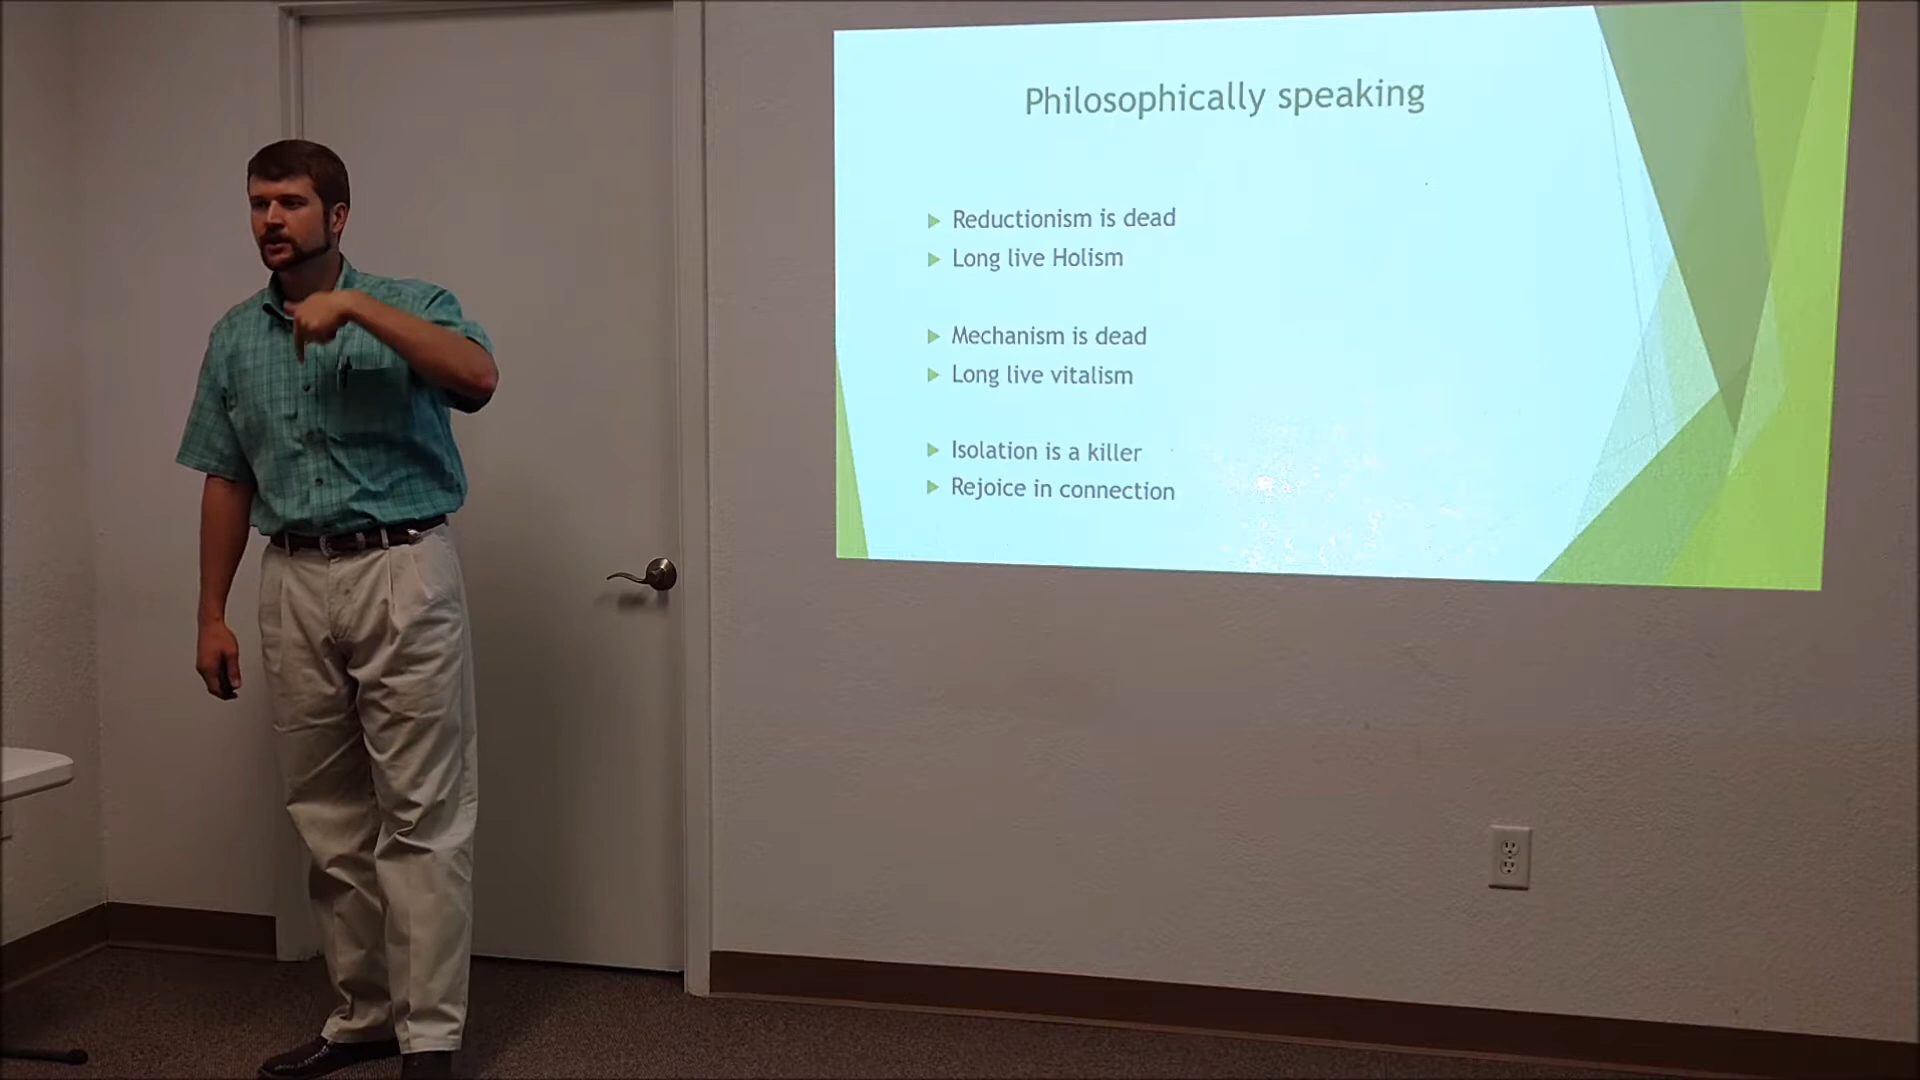 Philosophically speaking
Reductionism is dead
Long live Holism
Mechanism is dead
Long live vitalism
Isolation is a killer
Rejoice in connection